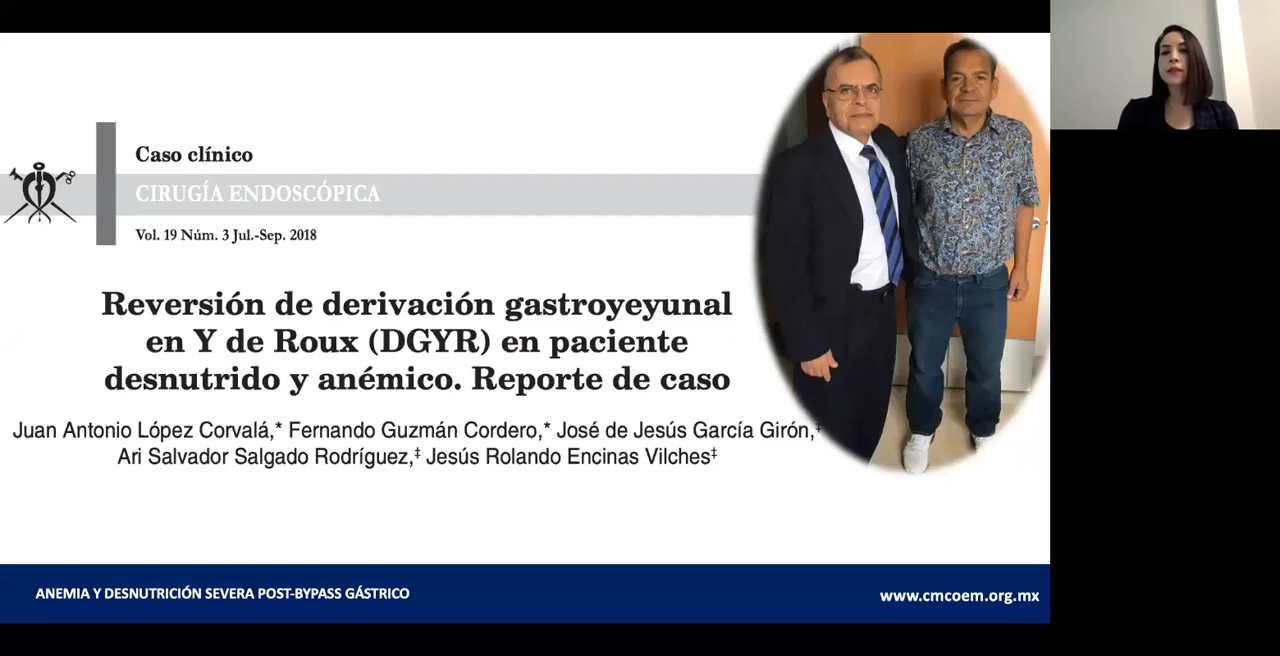 Caso clínico
CIRUGÍA ENDOSCÓPICA
Vol. 19 Núm. 3 Jul.-Sep. 2018
Reversión de derivación gastroyeyunal
en Y de Roux (DGYR) en paciente
desnutrido y anémico. Reporte de caso
Juan Antonio López Corvalá,* Fernando Guzmán Cordero,* José de Jesús García Girón,‡
Ari Salvador Salgado Rodríguez,‡ Jesús Rolando Encinas Vilches‡
ANEMIA Y DESNUTRICIÓN SEVERA POST-BYPASS GÁSTRICO
www.cmcoem.org.mx